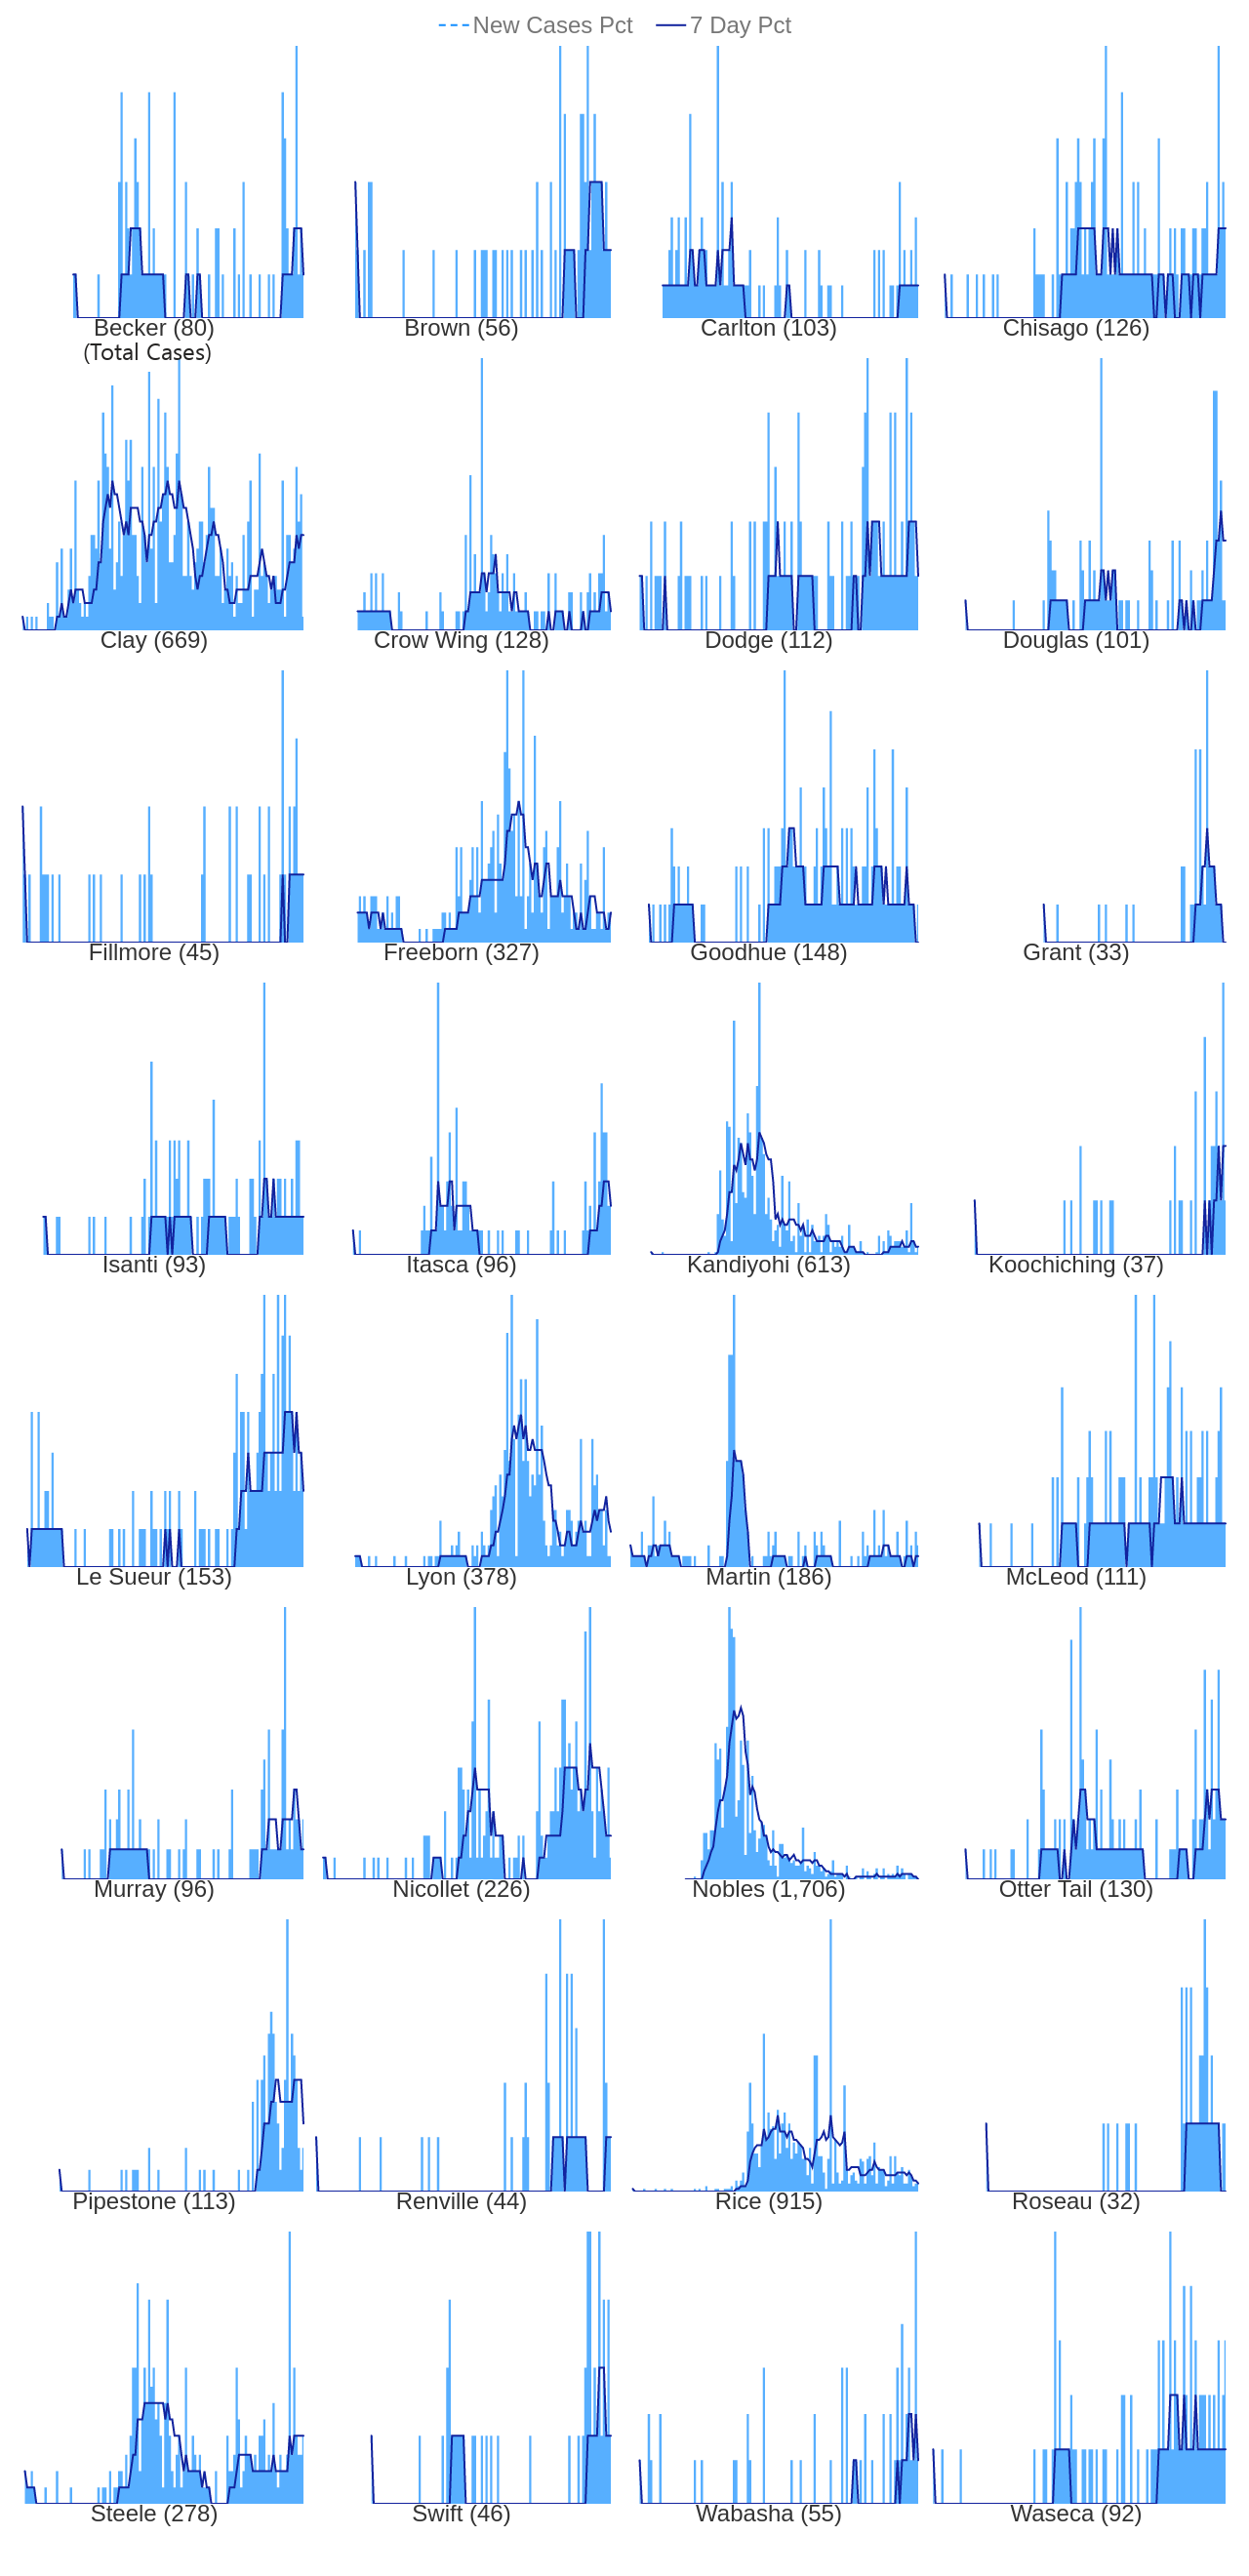 New Cases Pct 7 Day Pct
Becker (80) Brown (56) Carlton (103) Chisago (126)
(Total Cases)
Clay (669) Crow Wing (128) Dodge (112) Douglas (101)
Fillmore (45) Freeborn (327) Goodhue (148) Grant (33)
Isanti (93) Itasca (96) Kandiyohi (613) Koochiching (37)
Le Sueur (153) Lyon (378) Martin (186) McLeod (111)
Murray (96) Nicollet (226) Nobles (1,706) Otter Tail (130)
Pipestone (113) Renville (44) Rice (915) Roseau (32)
Steele (278) Swift (46) Wabasha (55) Waseca (92)